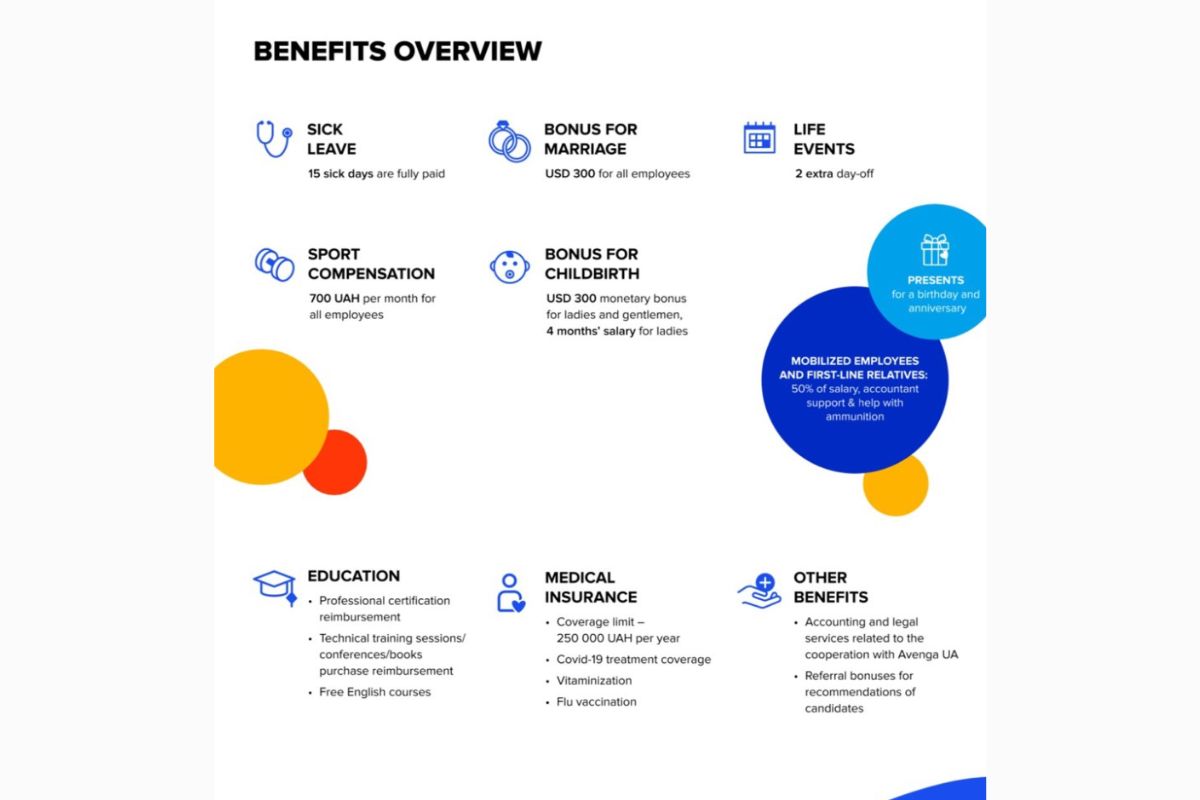 BENEFITS OVERVIEW
SICK
LEAVE
15 sick days are fully paid
BONUS FOR
MARRIAGE
USD 300 for all employees
LIFE
EVENTS
2 extra day-off
SPORT
COMPENSATION
700 UAH per month for
all employees
BONUS FOR
CHILDBIRTH
USD 300 monetary bonus
for ladies and gentlemen,
4 months' salary for ladies
PRESENTS
for a birthday and
anniversary
MOBILIZED EMPLOYEES
AND FIRST-LINE RELATIVES:
50% of salary, accountant
support & help with
ammunition
EDUCATION
• Professional certification
reimbursement
• Technical training sessions/
conferences/books
purchase reimbursement
• Free English courses
MEDICAL
INSURANCE
• Coverage limit –
250 000 UAH per year
• Covid-19 treatment coverage
• Vitaminization
• Flu vaccination
OTHER
BENEFITS
• Accounting and legal
services related to the
cooperation with Avenga UA
• Referral bonuses for
recommendations of
candidates